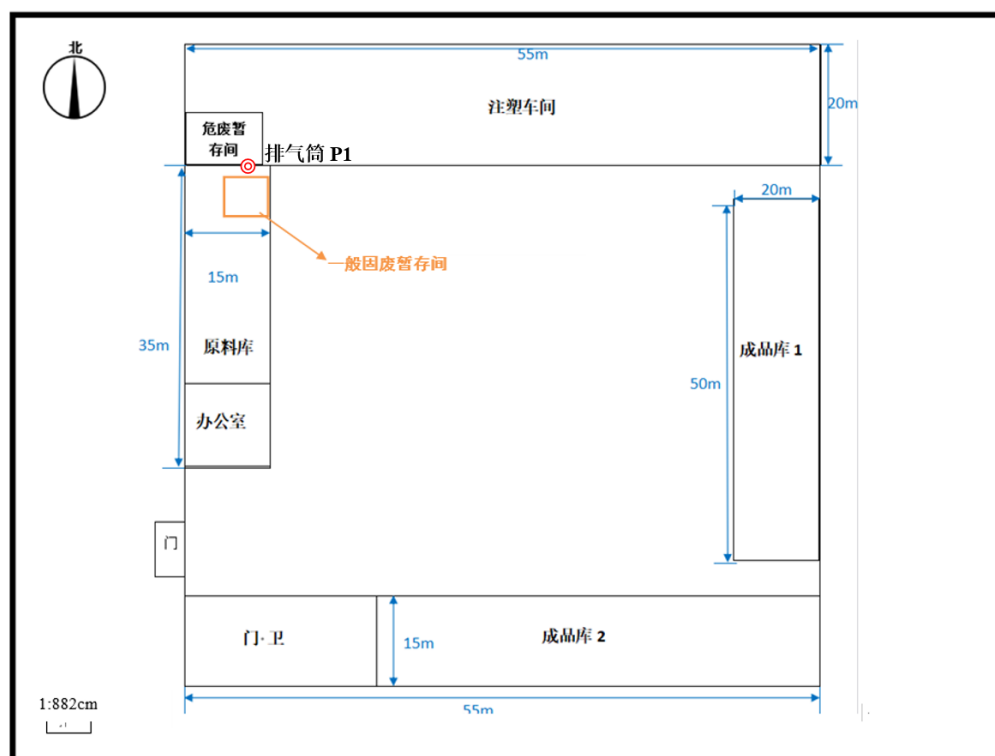 北
55m
20m
注塑车间
危废暂
存间
排气筒 P1
20m
一般固废暂存间
15m
35m
原料库
成品库 1
50m
办公室
门
门·卫
15m
成品库 2
1:882cm
55m